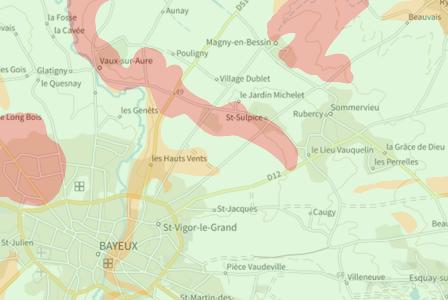 la Fosse
Aunay
D51
la Cavée
Beauvais
Magny-en-Bessin
Pouligny
Vaux-sur-Aure
Glatigny
Village Dublet
le Quesnay
le Jardin Michelet
les Genêts
St-Sulpice
Sommervieu
Rubercy
le Long Bois
le Lieu Vauquelin
la Grâce de Dieu
les Hauts Vents
les Perrelles
D12
St-Jacques
Caugy
St-Vigor-le-Grand
St-Julien
BAYEUX
Pièce Vaudeville
Villeneuve
Esquay-su
St-Martin-des-